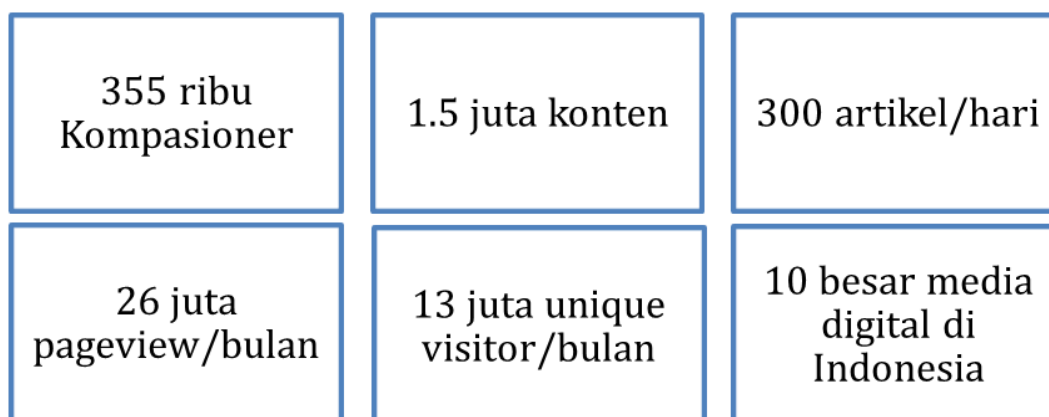 355 ribu
Kompasioner
1.5 juta konten
300 artikel/hari
26 juta
pageview/bulan
13 juta unique
visitor/bulan
10 besar media
digital di
Indonesia